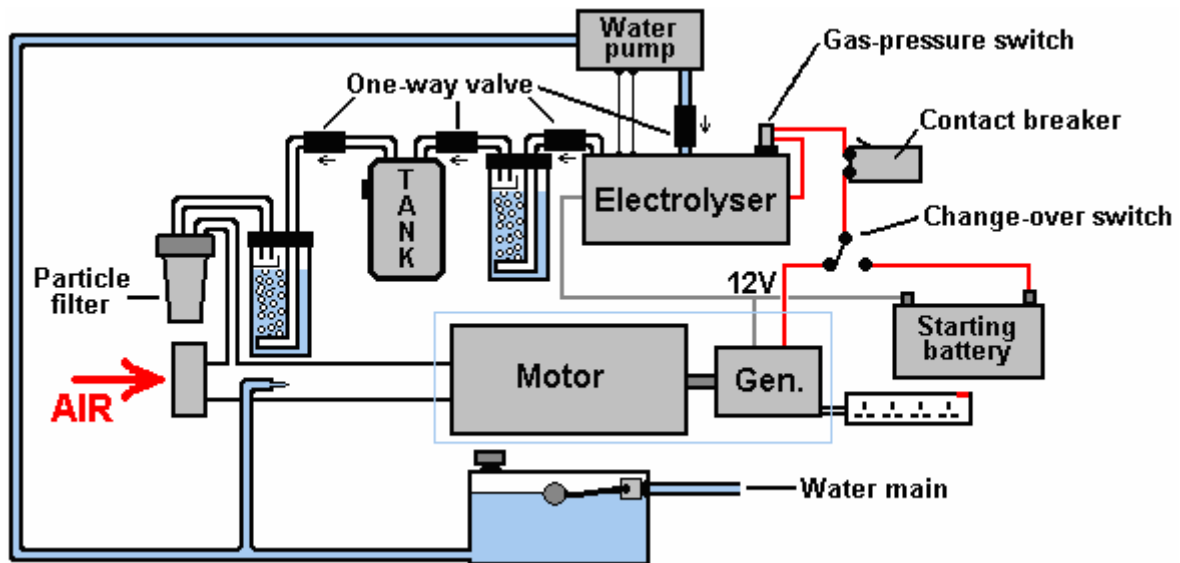 Water
pump
Gas-pressure switch
One-way valve
Contact breaker
TANK
Electrolyser
Change-over switch
Particle
filter
12V
Starting
battery
Motor
Gen.
AIR
Water main